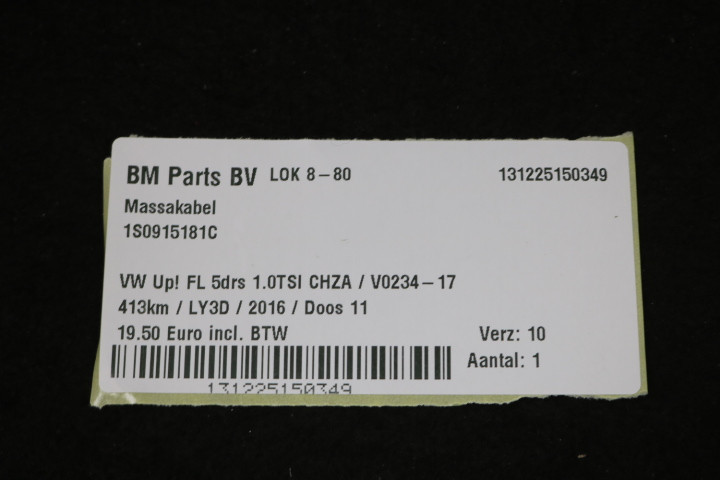 BM Parts BV LOK 8-80 131225150349
Massakabel
1S0915181C
VW Up! FL 5drs 1.0TSI CHZA / V0234-17
413km / LY3D / 2016 / Doos 11
19.50 Euro incl. BTW Verz: 10
Aantal: 1
131225150349